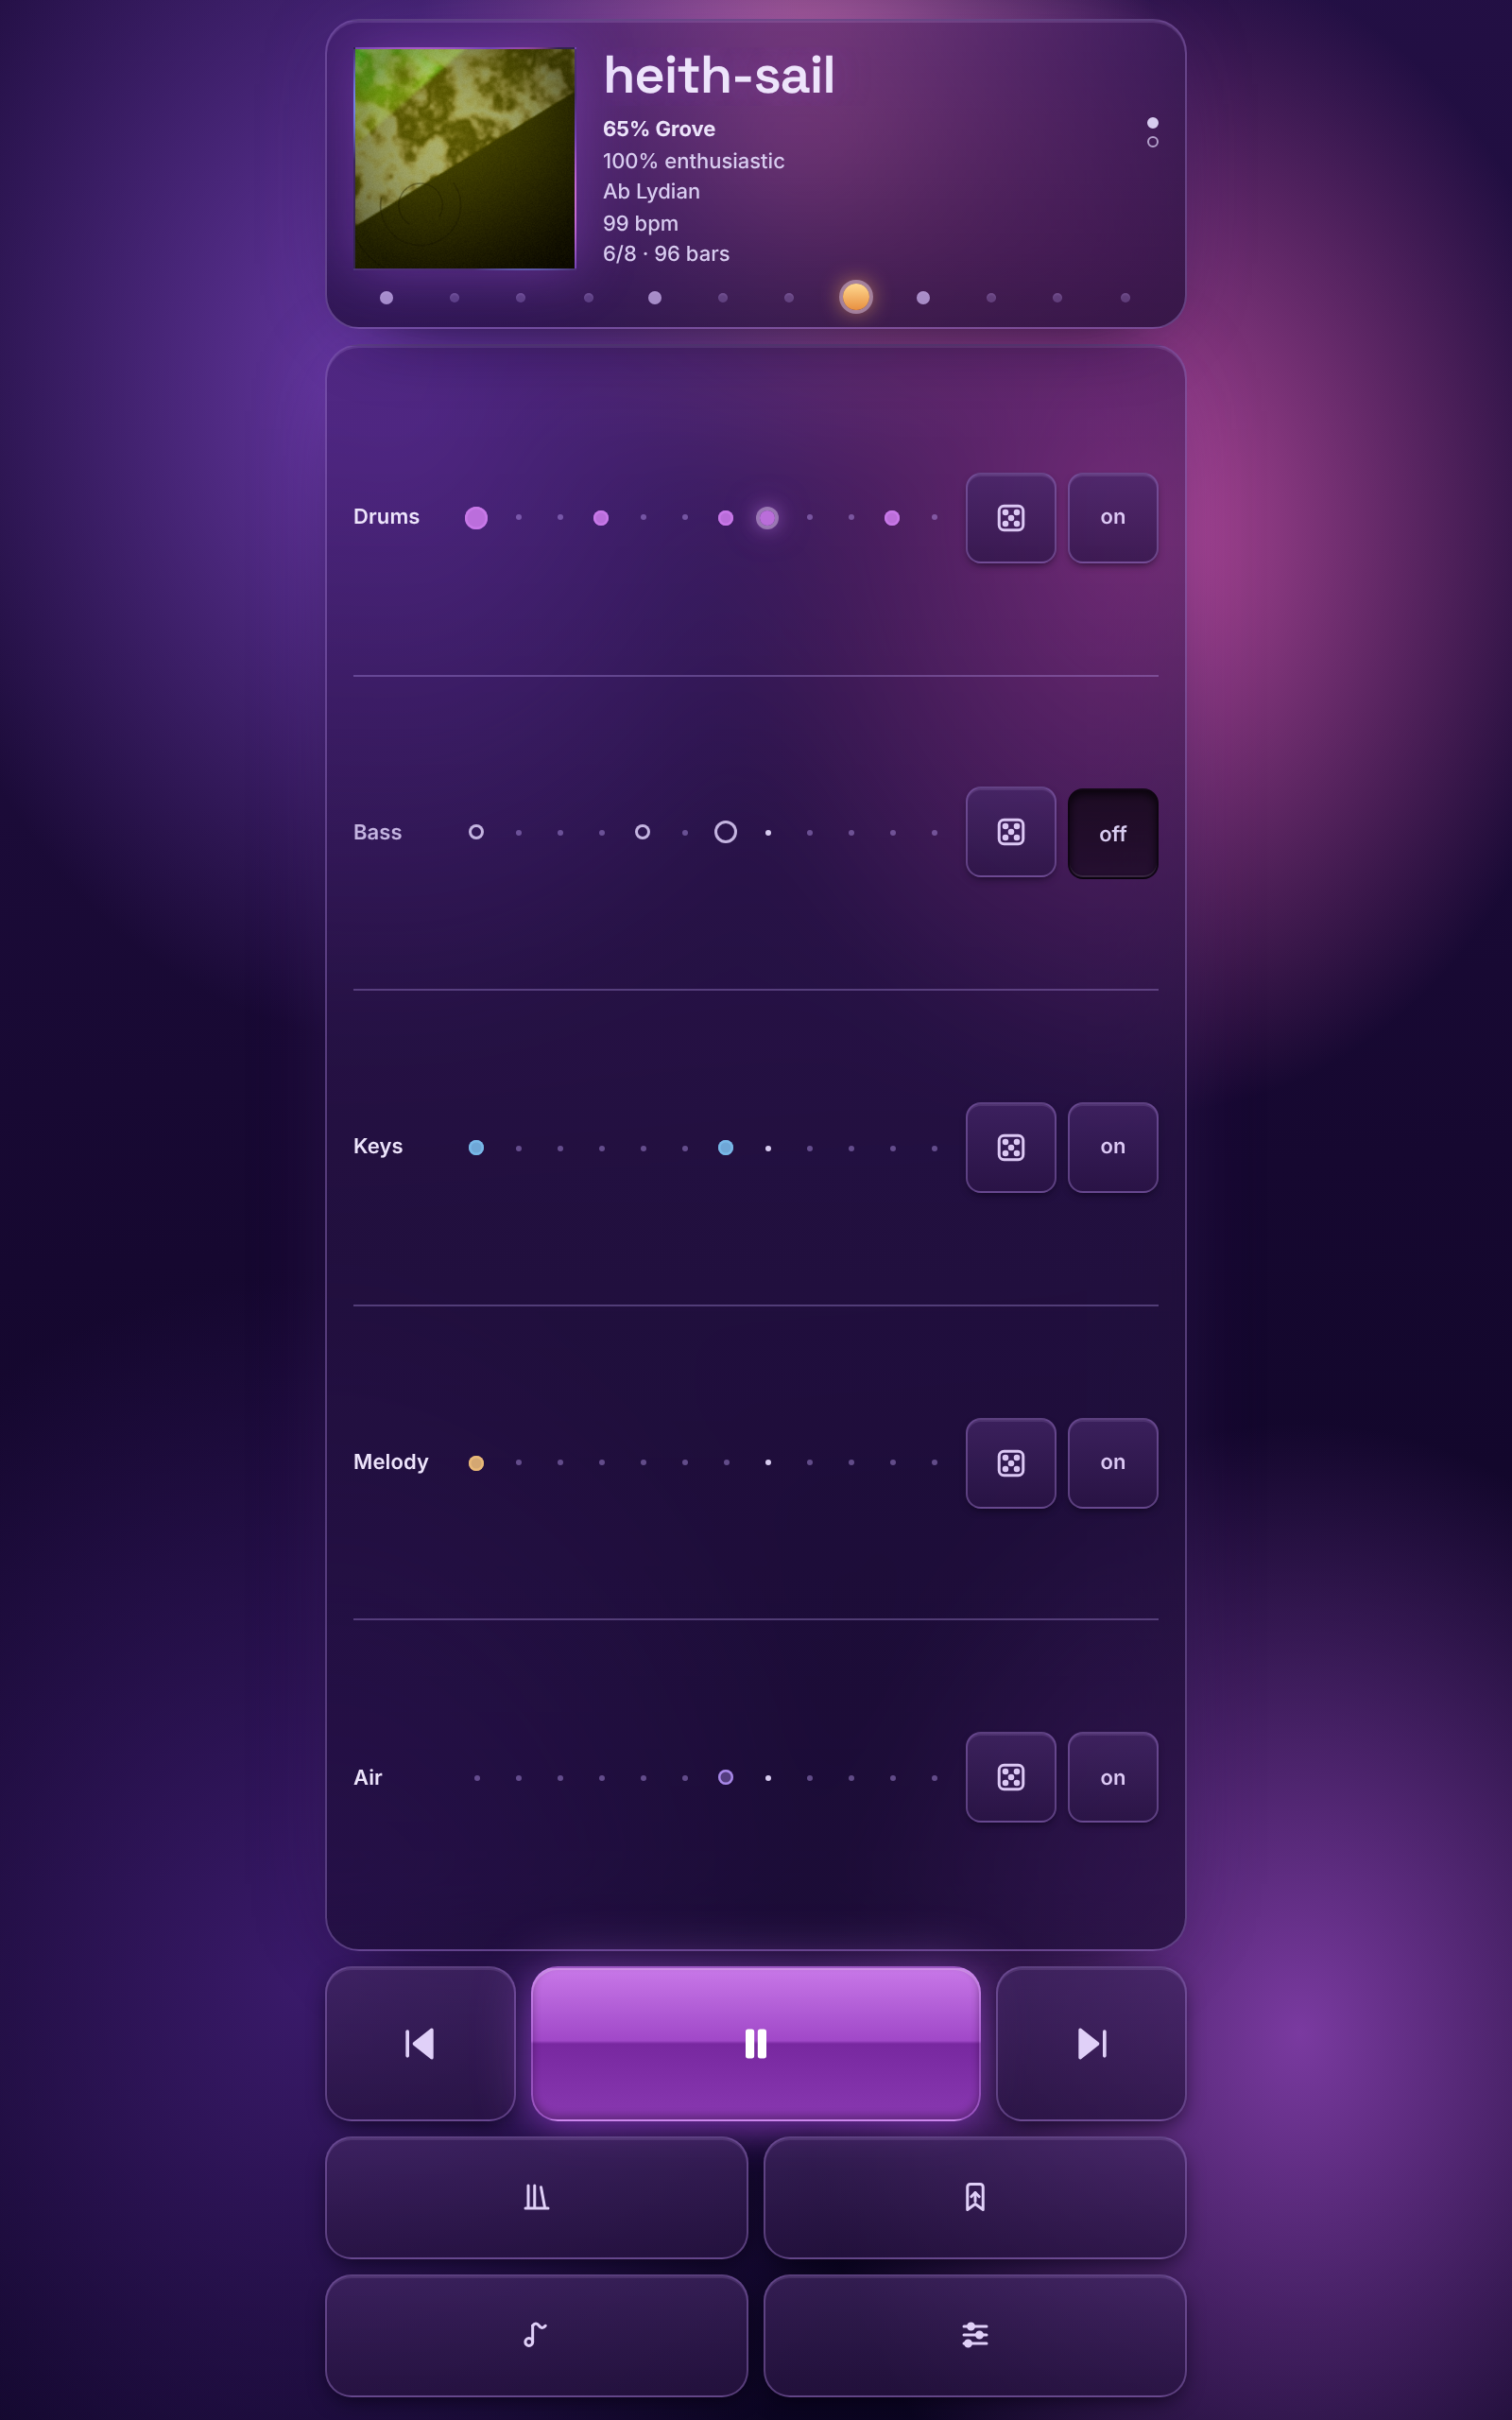 heith-sail
65% Grove
100% enthusiastic
Ab Lydian
99 bpm
6/8 · 96 bars
Drums on
Bass off
Keys on
Melody on
Air on